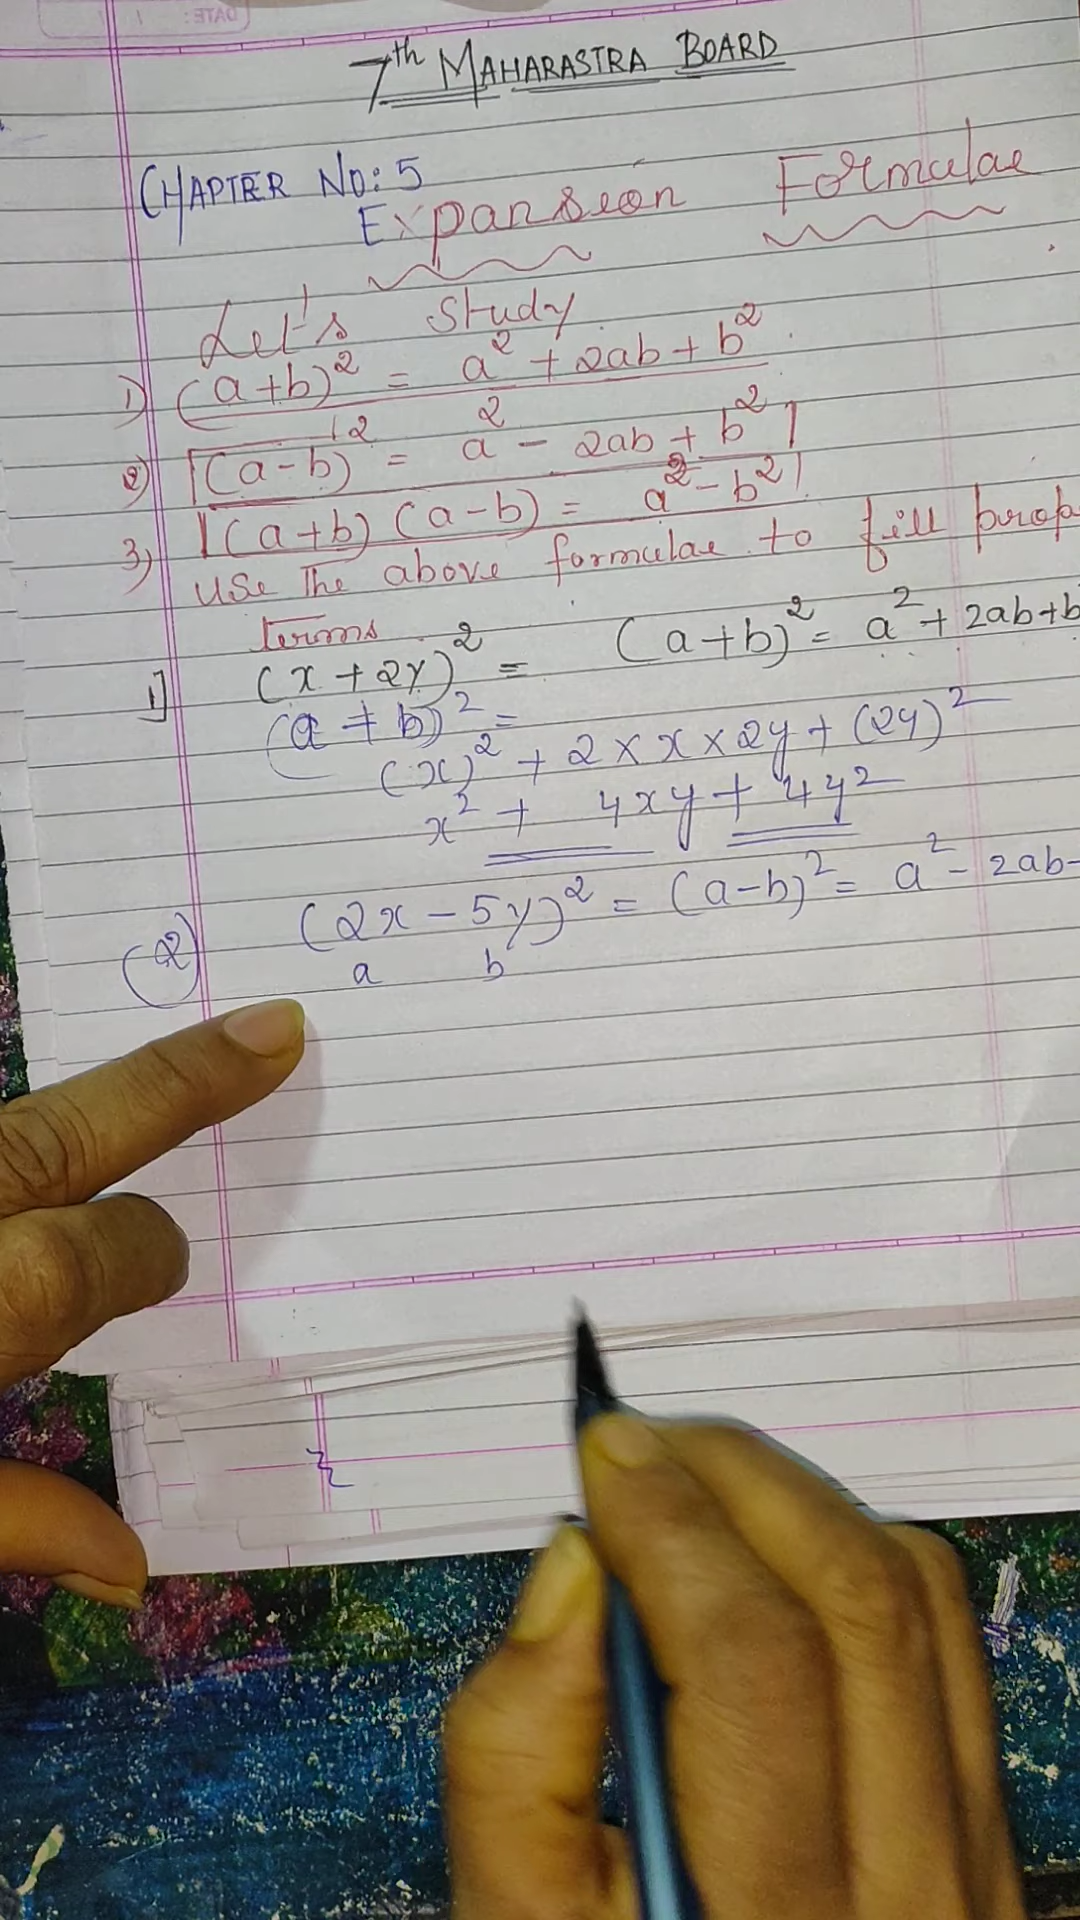 DATE:
7th MAHARASTRA BOARD
CHAPTER NO: 5
Expansion Formulae
Let's Study
1) (a+b)² = a² + 2ab + b²
2) (a-b)² = a² - 2ab + b²
3) (a+b) (a-b) = a² - b²
Use The above formulae to fill prop
terms
1] (x + 2y)² = (a+b)² = a² + 2ab+b
(a + b)² =
(x)² + 2 × x × 2y + (2y)²
x² + 4xy + 4y²
(2) (2x - 5y)² = (a-b)² = a² - 2ab-
a b